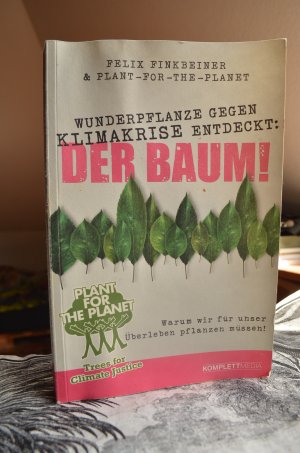 FELIX FINKBEINER
& PLANT-FOR-THE-PLANET
WUNDERPFLANZE GEGEN
KLIMAKRISE ENTDECKT:
DER BAUM!
PLANT
FOR
THE PLANET
Trees for
Climate Justice
Warum wir für unser
Überleben pflanzen müssen!
KOMPLETTMEDIA